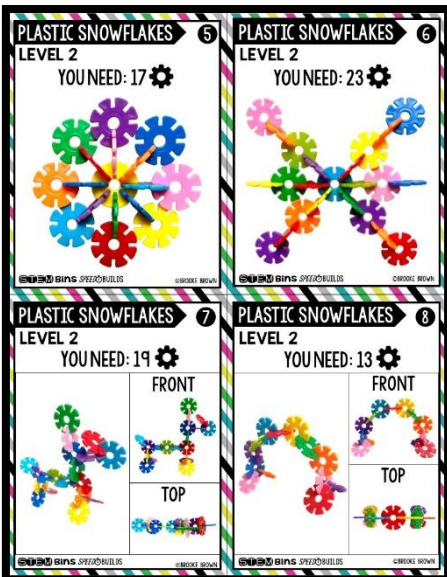 PLASTIC SNOWFLAKES 5
LEVEL 2
YOU NEED: 17
STEM BINS SPEED BUILDS
©BROOKE BROWN
PLASTIC SNOWFLAKES 6
LEVEL 2
YOU NEED: 23
STEM BINS SPEED BUILDS
©BROOKE BROWN
PLASTIC SNOWFLAKES 7
LEVEL 2
YOU NEED: 19
FRONT
TOP
STEM BINS SPEED BUILDS
©BROOKE BROWN
PLASTIC SNOWFLAKES 8
LEVEL 2
YOU NEED: 13
FRONT
TOP
STEM BINS SPEED BUILDS
©BROOKE BROWN